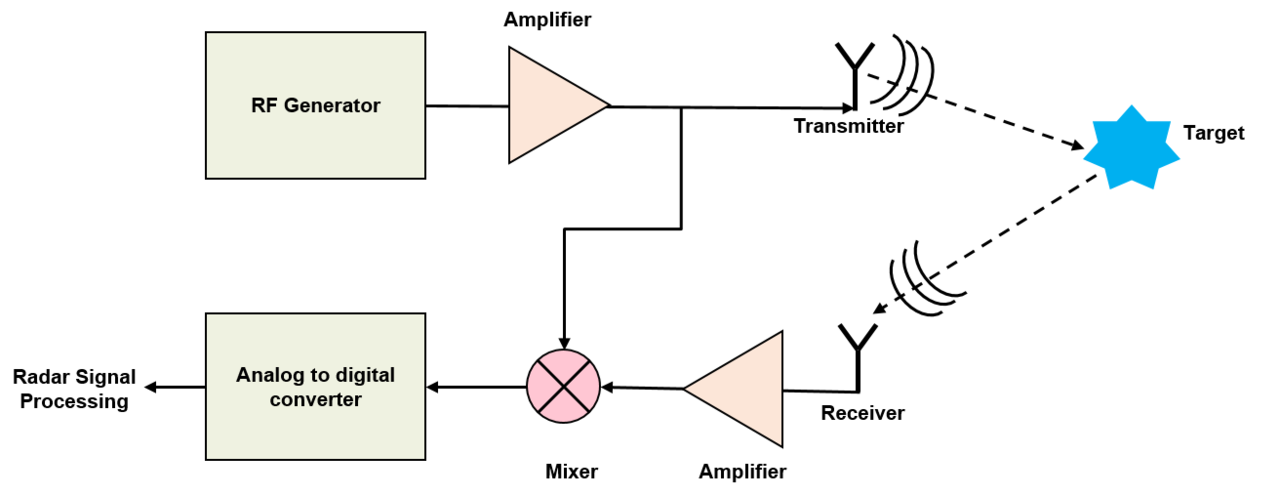 Amplifier
RF Generator
Transmitter
Target
Analog to digital
converter
Radar Signal
Processing
Receiver
Mixer
Amplifier